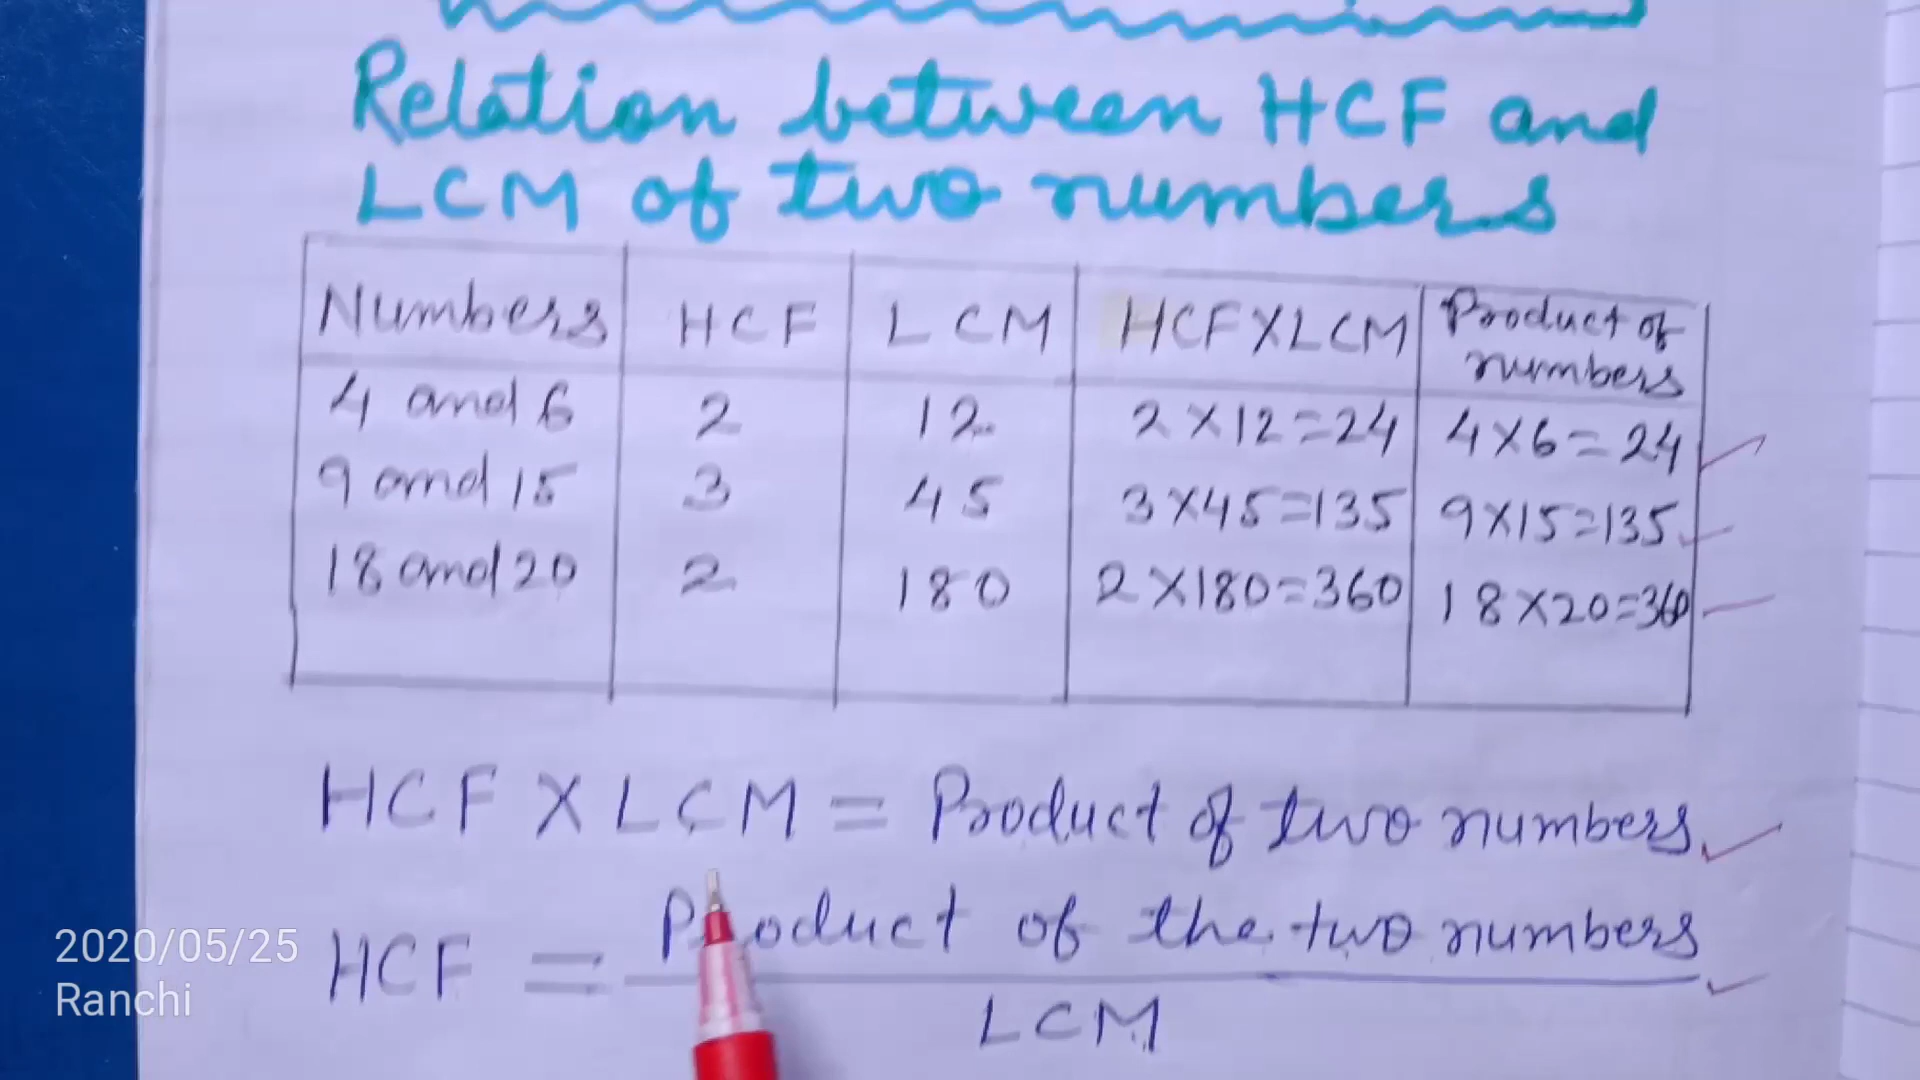 Relation between HCF and
LCM of two numbers
Numbers HCF LCM HCF X LCM Product of numbers
4 and 6 2 12 2 X 12 = 24 4 X 6 = 24
9 and 15 3 45 3 X 45 = 135 9 X 15 = 135
18 and 20 2 180 2 X 180 = 360 18 X 20 = 360
HCF X LCM = Product of two numbers
Product of the two numbers
HCF =
LCM
2020/05/25
Ranchi